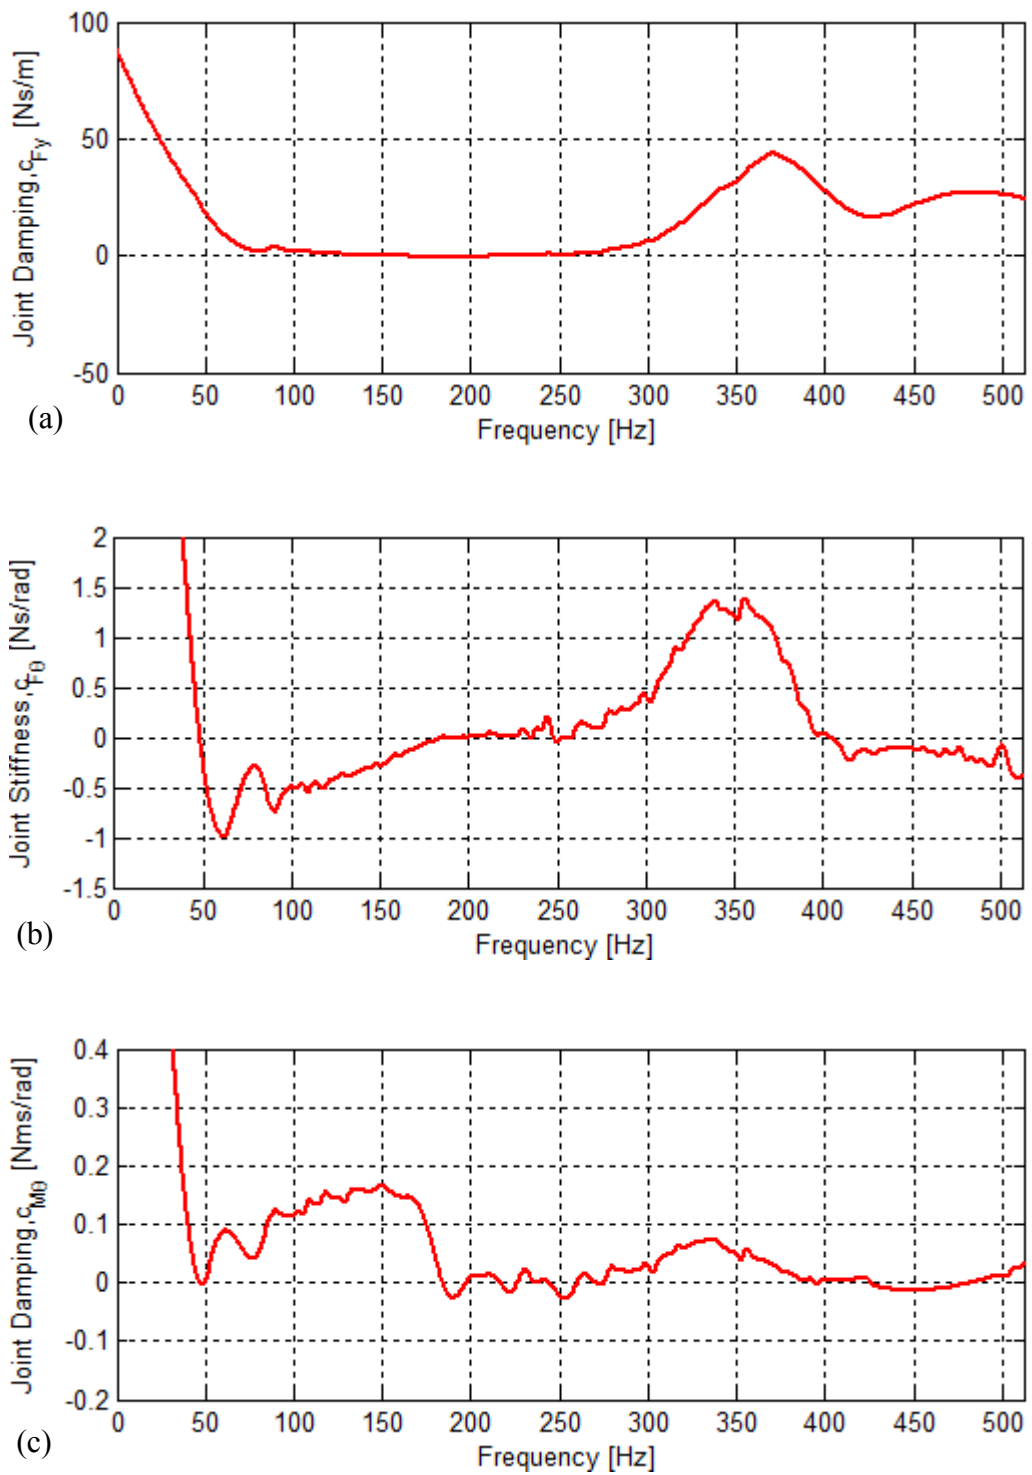 100
50
0
-50
Joint Damping,c_Fy [Ns/m]
0 50 100 150 200 250 300 350 400 450 500
Frequency [Hz]
(a)
2
1.5
1
0.5
0
-0.5
-1
-1.5
Joint Stiffness,c_Fθ [Ns/rad]
0 50 100 150 200 250 300 350 400 450 500
Frequency [Hz]
(b)
0.4
0.3
0.2
0.1
0
-0.1
-0.2
Joint Damping,c_Mθ [Nms/rad]
0 50 100 150 200 250 300 350 400 450 500
Frequency [Hz]
(c)